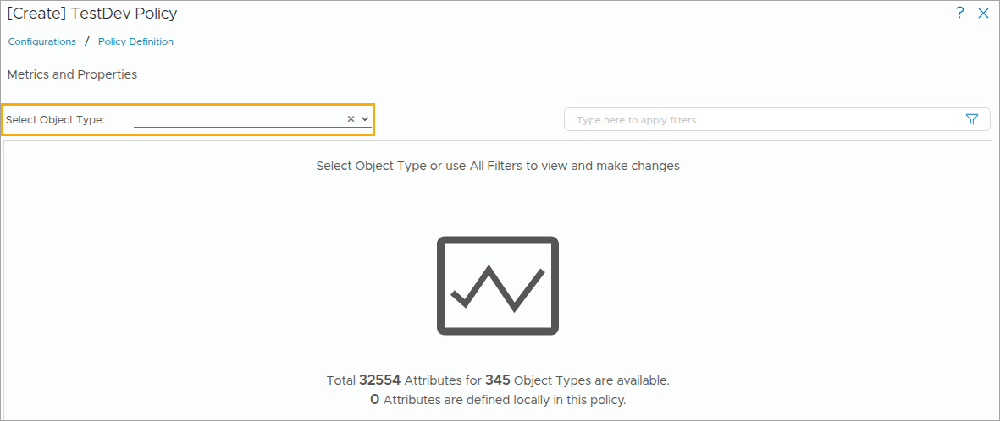 [Create] TestDev Policy
?
Configurations / Policy Definition
Metrics and Properties
Select Object Type:
Type here to apply filters
Select Object Type or use All Filters to view and make changes
Total 32554 Attributes for 345 Object Types are available.
0 Attributes are defined locally in this policy.